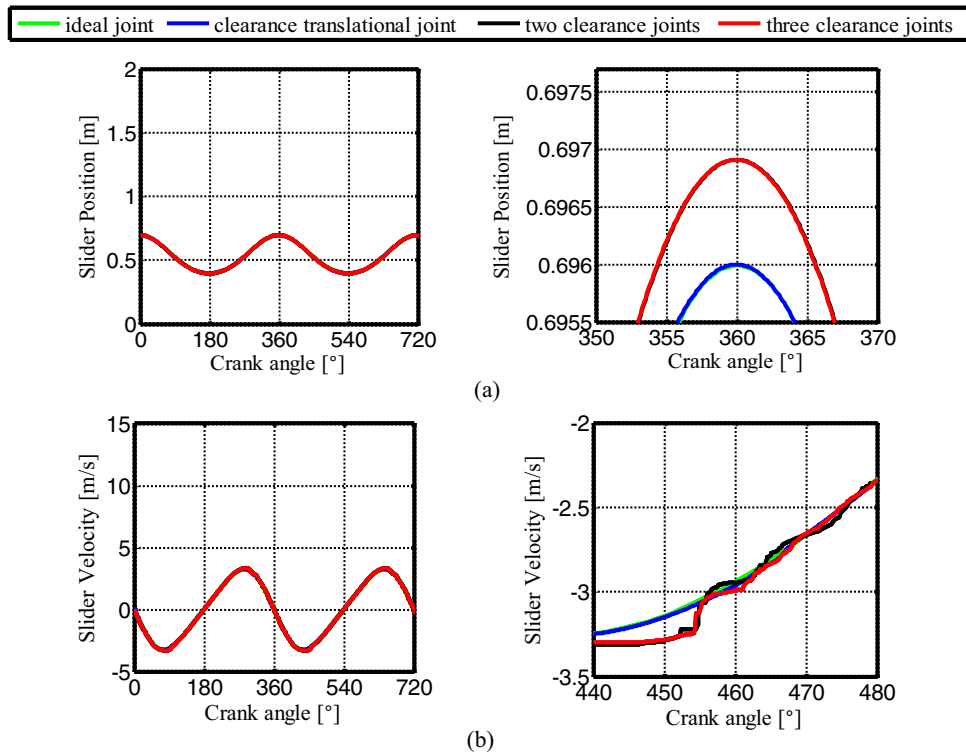 ideal joint clearance translational joint two clearance joints three clearance joints
Slider Position [m]
2
1.5
1
0.5
0
0 180 360 540 720
Crank angle [°]
Slider Position [m]
0.6975
0.697
0.6965
0.696
0.6955
350 355 360 365 370
Crank angle [°]
(a)
Slider Velocity [m/s]
15
10
5
0
-5
0 180 360 540 720
Crank angle [°]
Slider Velocity [m/s]
-2
-2.5
-3
-3.5
440 450 460 470 480
Crank angle [°]
(b)